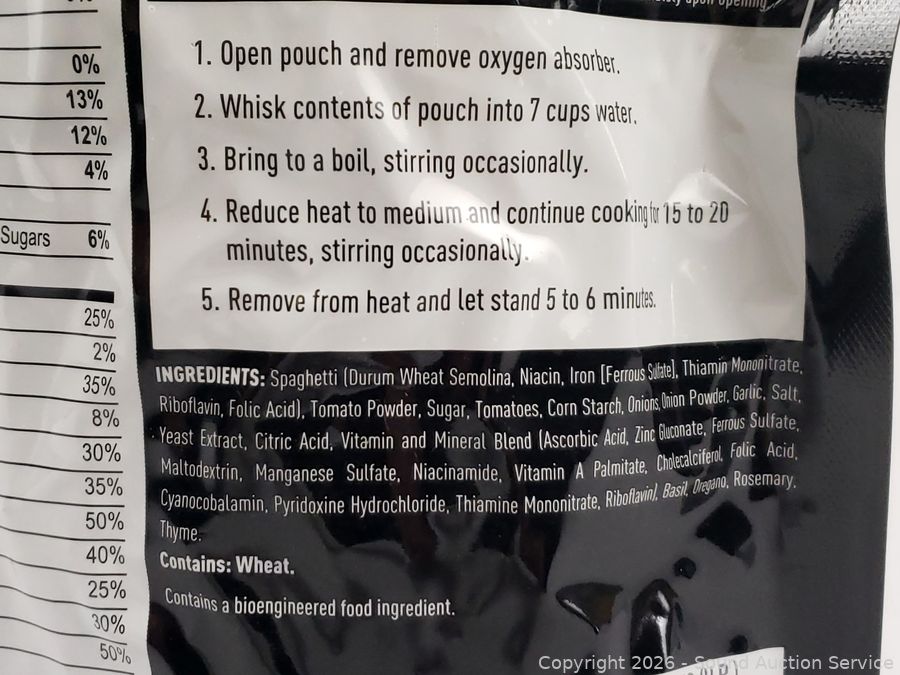 0%
13%
12%
4%
Sugars 6%
25%
2%
35%
8%
30%
35%
50%
40%
25%
30%
50%
upon opening
1. Open pouch and remove oxygen absorber.
2. Whisk contents of pouch into 7 cups water.
3. Bring to a boil, stirring occasionally.
4. Reduce heat to medium and continue cooking for 15 to 20
minutes, stirring occasionally.
5. Remove from heat and let stand 5 to 6 minutes.
INGREDIENTS: Spaghetti (Durum Wheat Semolina, Niacin, Iron [Ferrous Sulfate], Thiamin Mononitrate,
Riboflavin, Folic Acid), Tomato Powder, Sugar, Tomatoes, Corn Starch, Onions, Onion Powder, Garlic, Salt,
Yeast Extract, Citric Acid, Vitamin and Mineral Blend (Ascorbic Acid, Zinc Gluconate, Ferrous Sulfate,
Maltodextrin, Manganese Sulfate, Niacinamide, Vitamin A Palmitate, Cholecalciferol, Folic Acid,
Cyanocobalamin, Pyridoxine Hydrochloride, Thiamine Mononitrate, Riboflavin), Basil, Oregano, Rosemary,
Thyme.
Contains: Wheat.
Contains a bioengineered food ingredient.
Copyright 2026 - Sound Auction Service